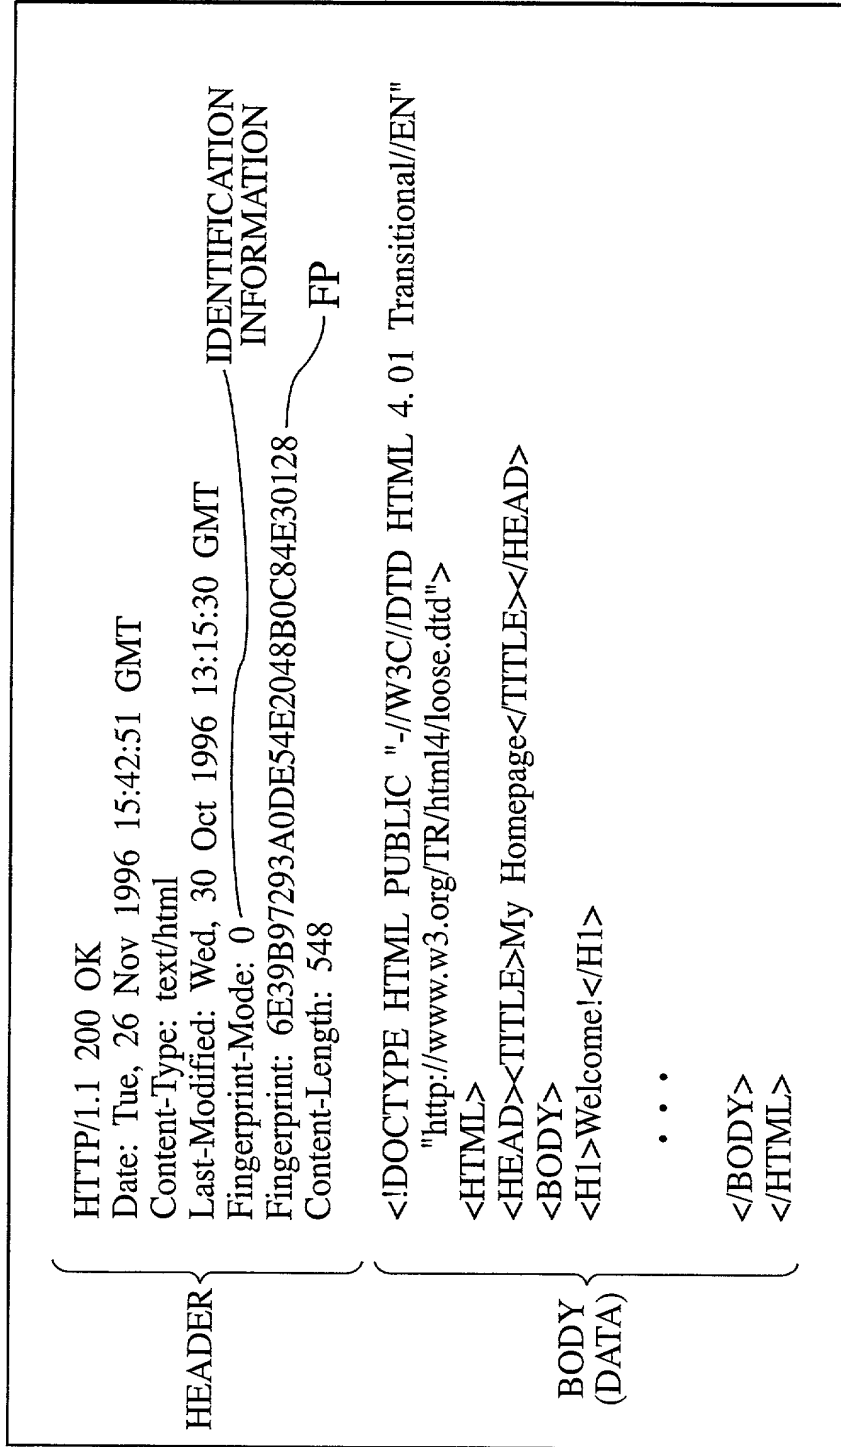 HEADER
HTTP/1.1 200 OK
Date: Tue, 26 Nov 1996 15:42:51 GMT
Content-Type: text/html
Last-Modified: Wed, 30 Oct 1996 13:15:30 GMT
Fingerprint-Mode: 0
IDENTIFICATION
INFORMATION
Fingerprint: 6E39B97293A0DE54E2048B0C84E30128
FP
Content-Length: 548
BODY
(DATA)
<!DOCTYPE HTML PUBLIC "-//W3C//DTD HTML 4. 01 Transitional//EN"
"http://www.w3.org/TR/html4/loose.dtd">
<HTML>
<HEAD><TITLE>My Homepage</TITLE></HEAD>
<BODY>
<H1>Welcome!</H1>
• • •
</BODY>
</HTML>